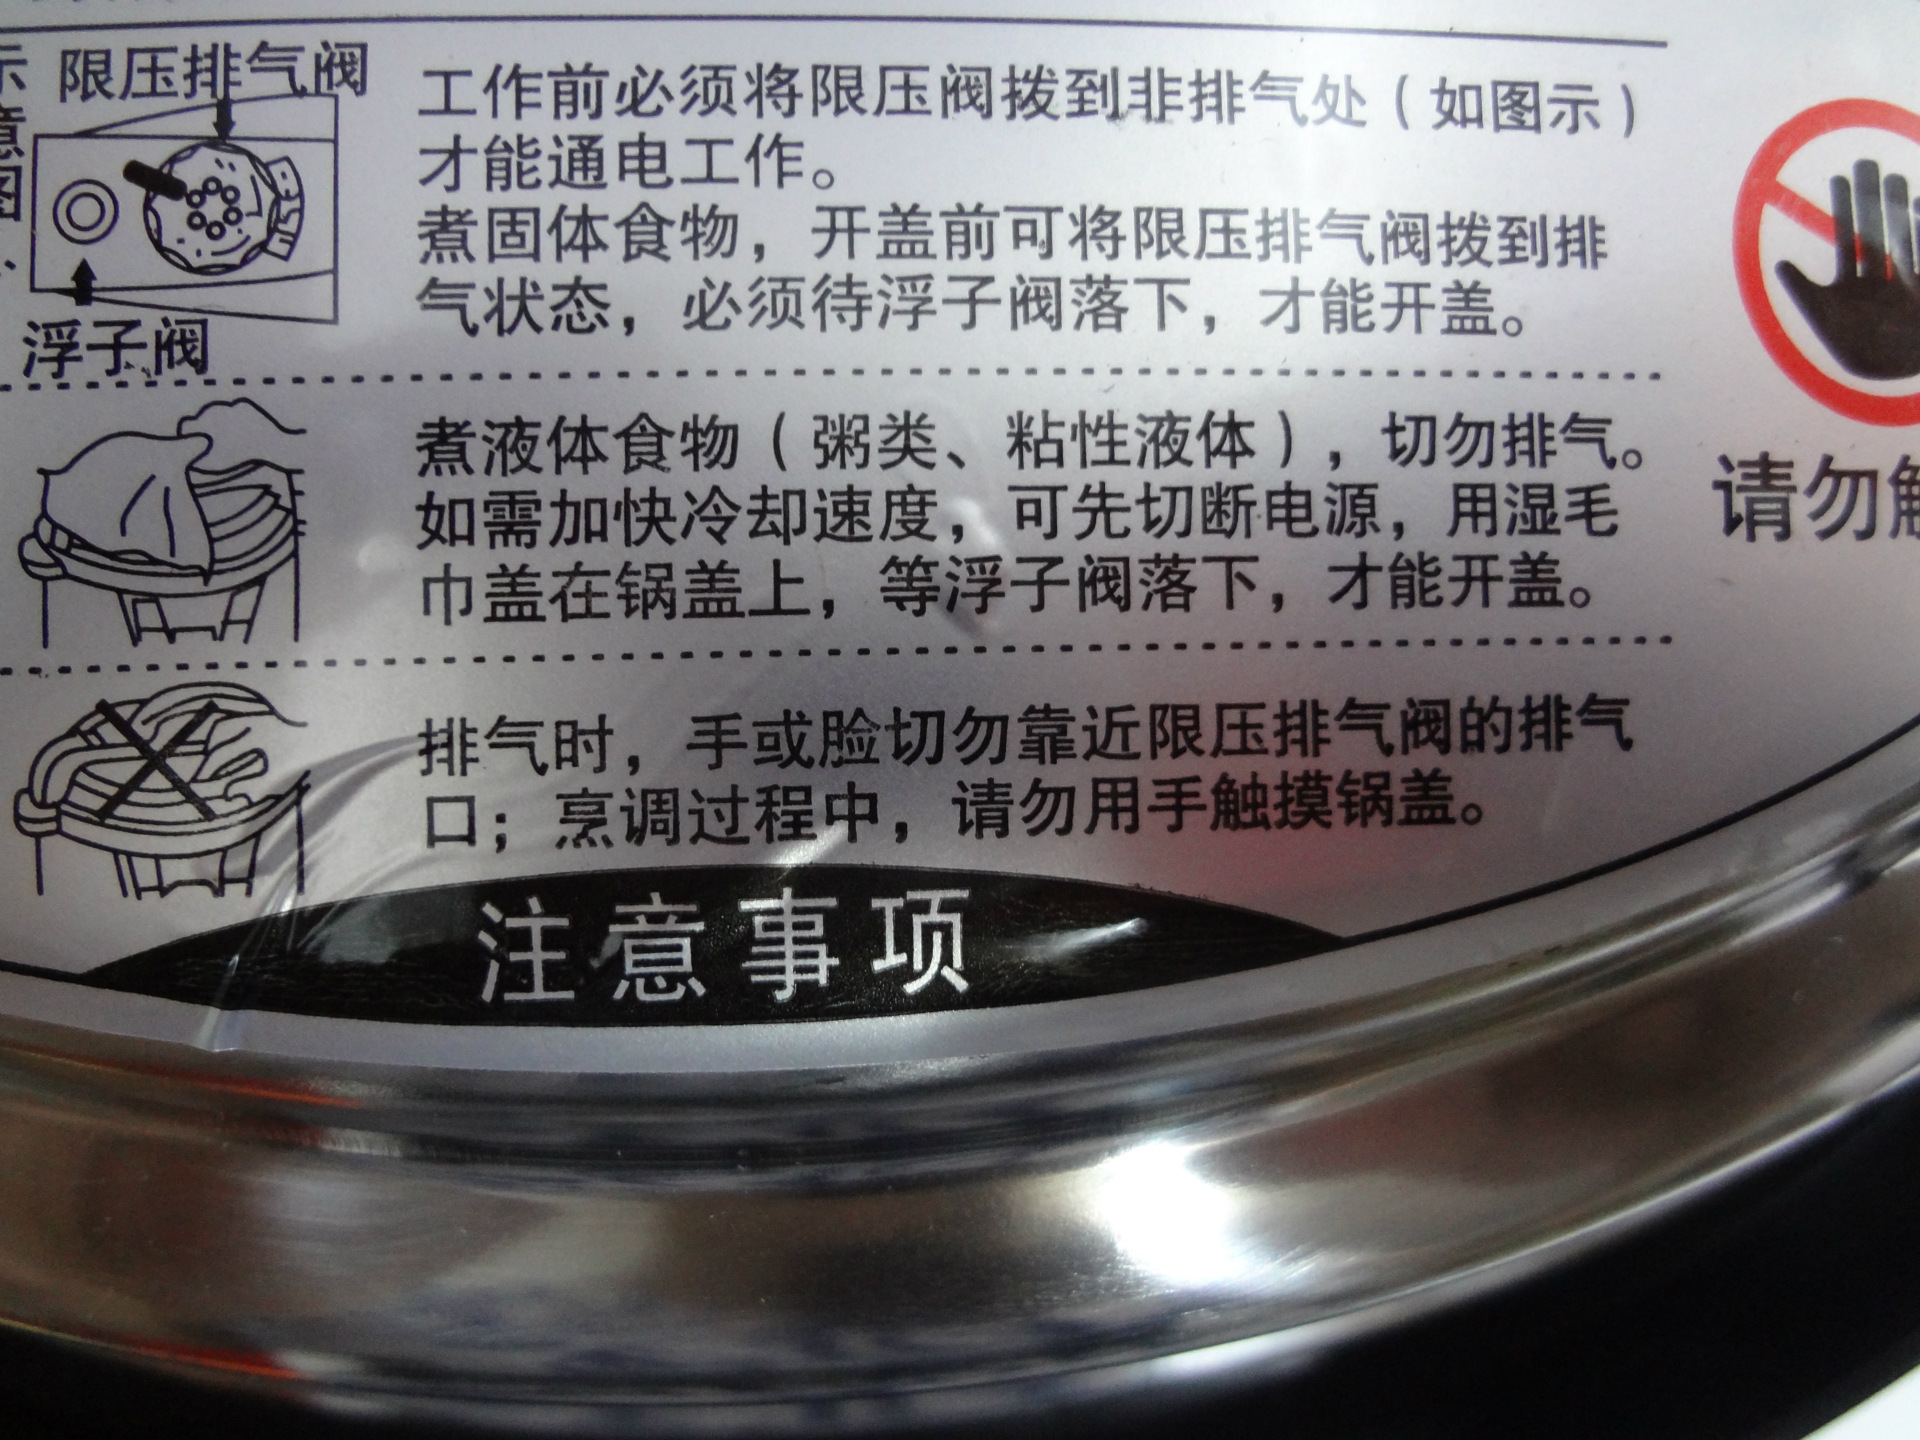 示意图
限压排气阀
浮子阀
工作前必须将限压阀拨到非排气处（如图示）
才能通电工作。
煮固体食物，开盖前可将限压排气阀拨到排
气状态，必须待浮子阀落下，才能开盖。
煮液体食物（粥类、粘性液体），切勿排气。
如需加快冷却速度，可先切断电源，用湿毛
巾盖在锅盖上，等浮子阀落下，才能开盖。
排气时，手或脸切勿靠近限压排气阀的排气
口；烹调过程中，请勿用手触摸锅盖。
请勿触
注意事项